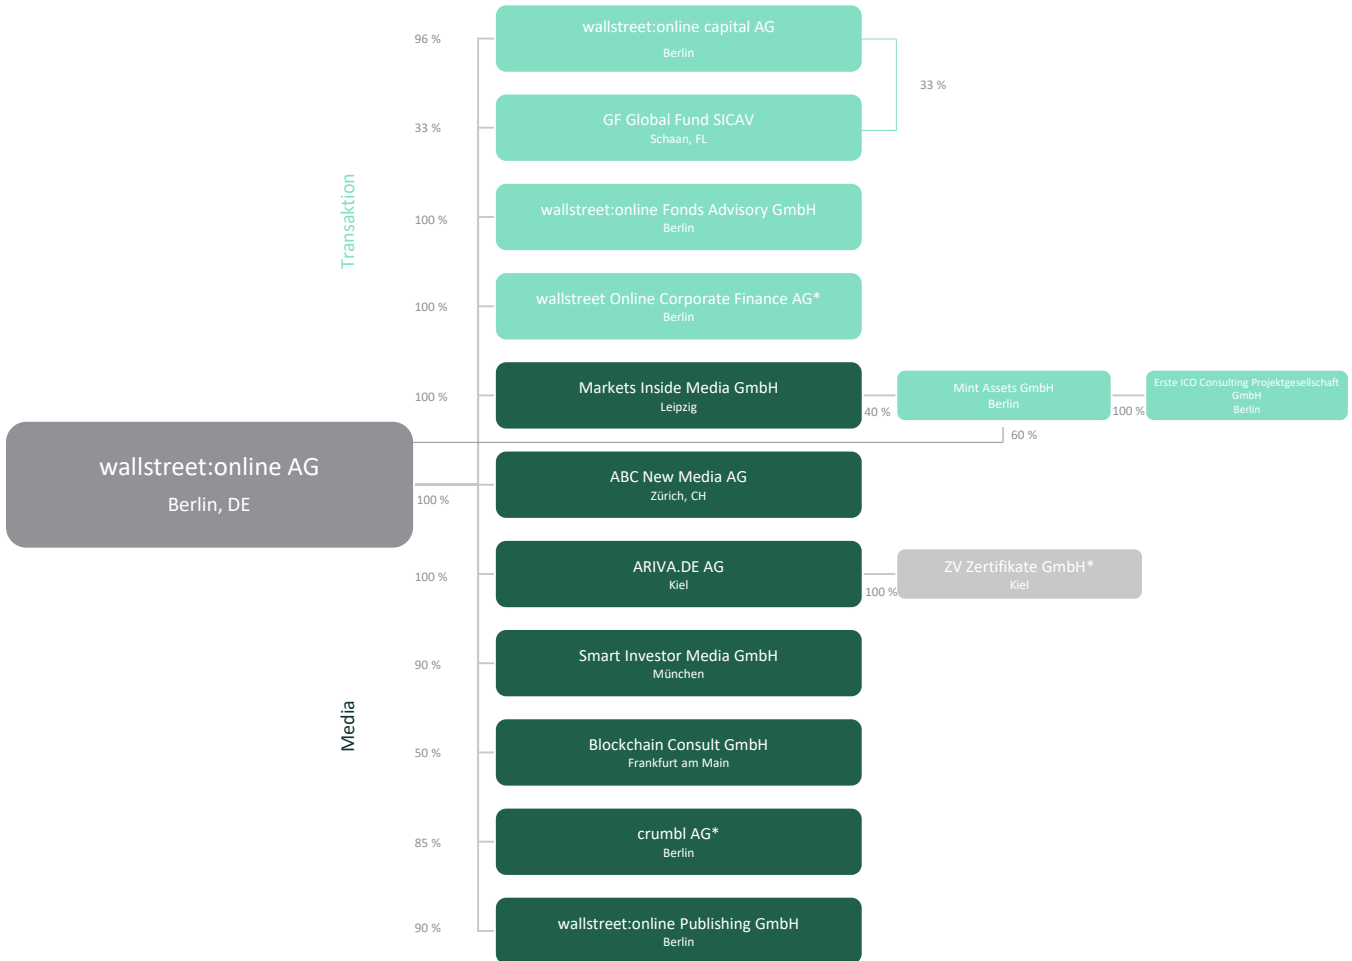 wallstreet:online capital AG
Berlin
96 %
33 %
GF Global Fund SICAV
Schaan, FL
33 %
Transaktion
wallstreet:online Fonds Advisory GmbH
Berlin
100 %
wallstreet Online Corporate Finance AG*
Berlin
100 %
Markets Inside Media GmbH
Leipzig
100 %
40 %
Mint Assets GmbH
Berlin
100 %
Erste ICO Consulting Projektgesellschaft
GmbH
Berlin
60 %
wallstreet:online AG
Berlin, DE
100 %
ABC New Media AG
Zürich, CH
100 %
ARIVA.DE AG
Kiel
100 %
ZV Zertifikate GmbH*
Kiel
90 %
Smart Investor Media GmbH
München
Media
50 %
Blockchain Consult GmbH
Frankfurt am Main
85 %
crumbl AG*
Berlin
90 %
wallstreet:online Publishing GmbH
Berlin